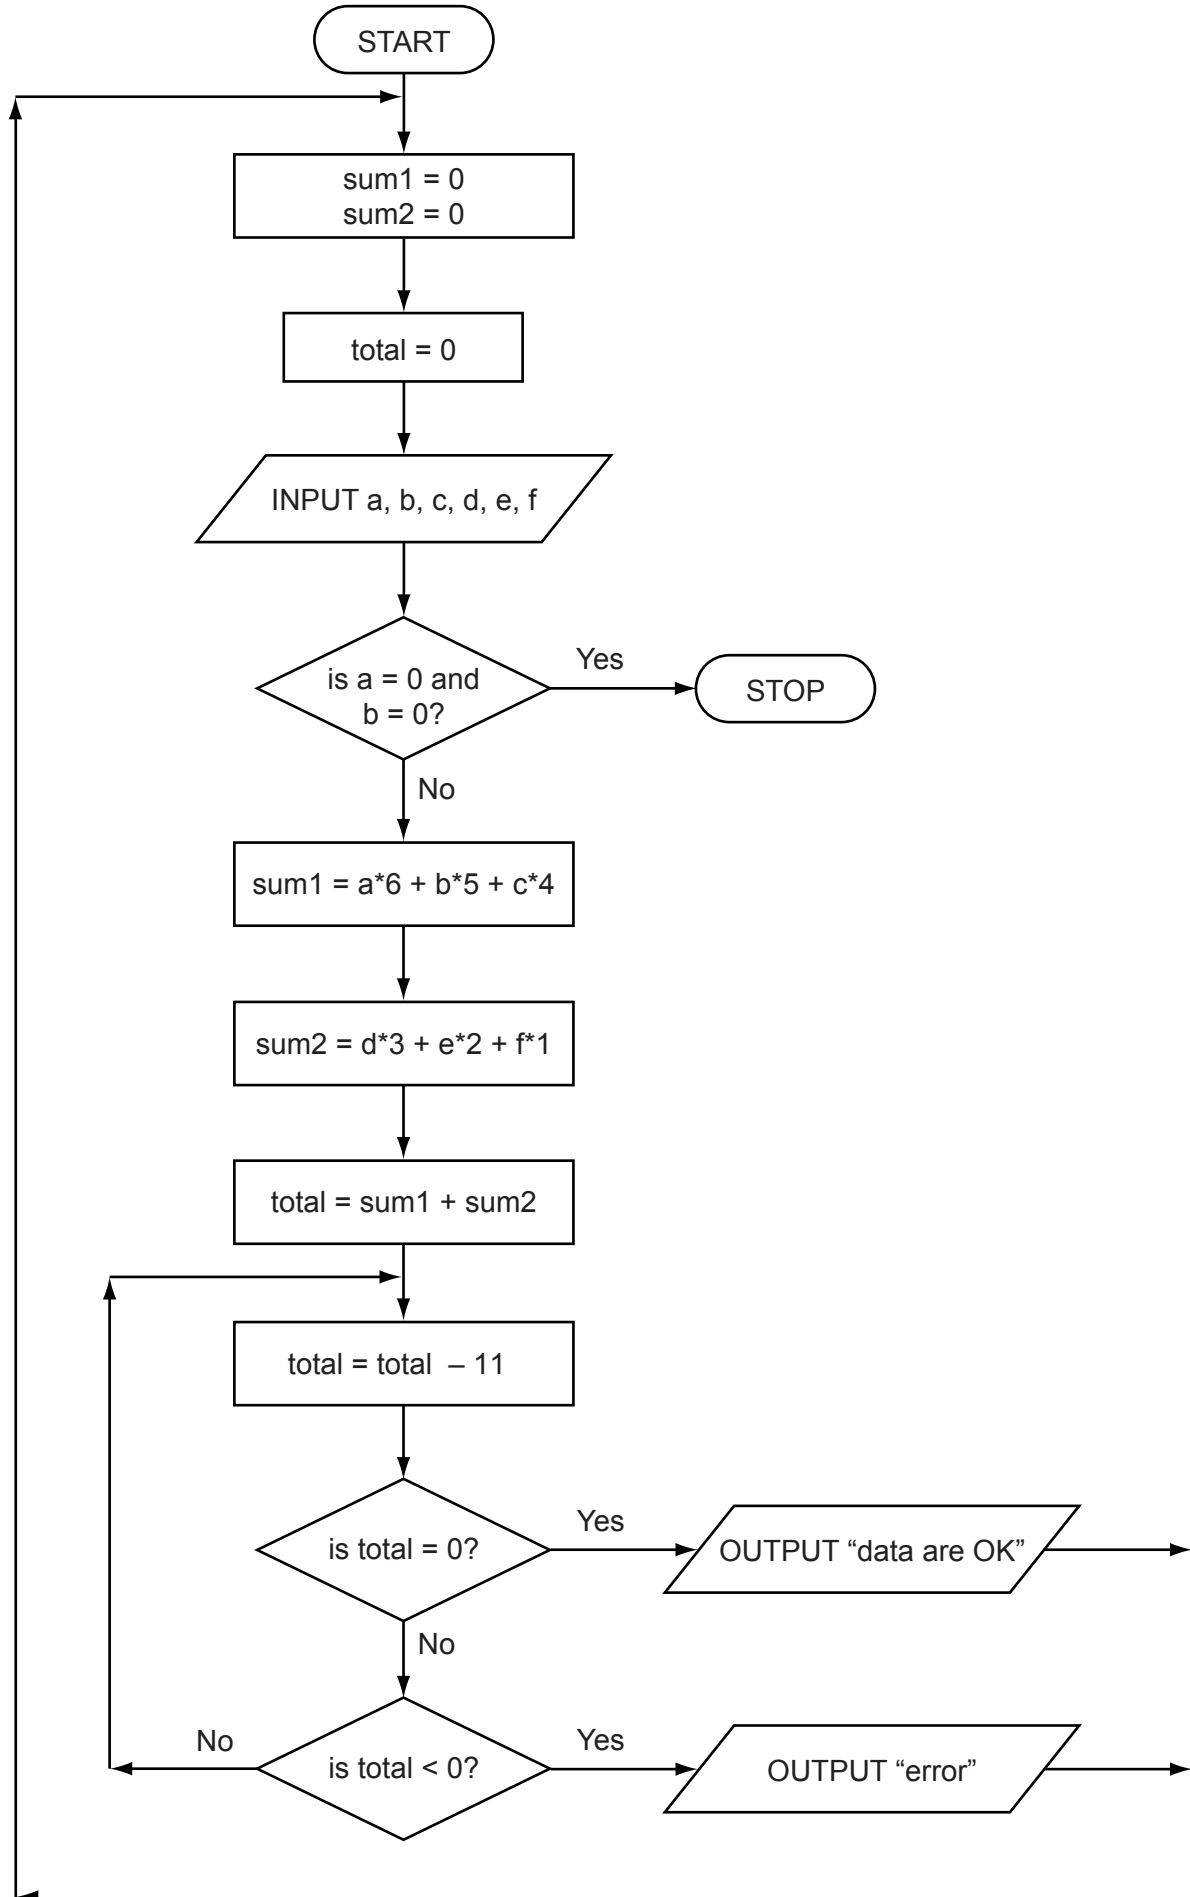 START
sum1 = 0
sum2 = 0
total = 0
INPUT a, b, c, d, e, f
is a = 0 and
b = 0?
Yes
STOP
No
sum1 = a*6 + b*5 + c*4
sum2 = d*3 + e*2 + f*1
total = sum1 + sum2
total = total – 11
is total = 0?
Yes
OUTPUT “data are OK”
No
is total < 0?
No
Yes
OUTPUT “error”